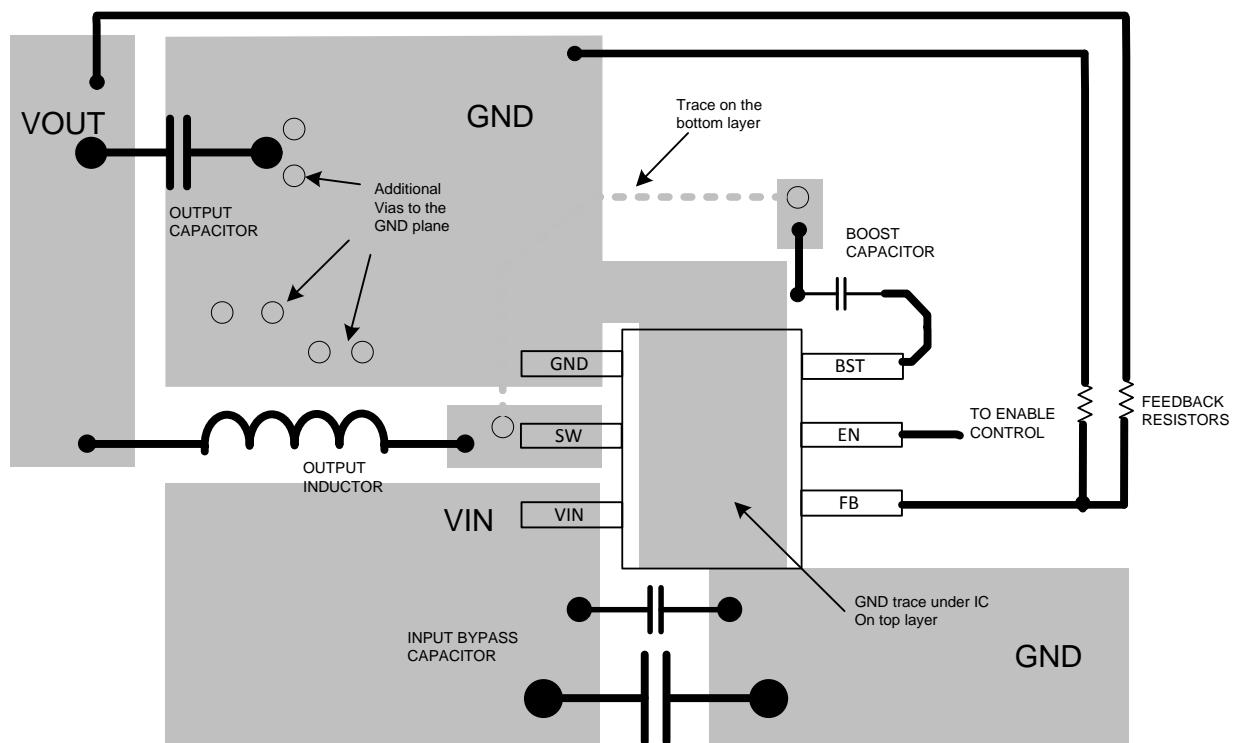 VOUT
GND
Trace on the
bottom layer
Additional
Vias to the
GND plane
OUTPUT
CAPACITOR
BOOST
CAPACITOR
GND
BST
TO ENABLE
CONTROL
FEEDBACK
RESISTORS
SW
EN
OUTPUT
INDUCTOR
VIN
VIN
FB
GND trace under IC
On top layer
INPUT BYPASS
CAPACITOR
GND